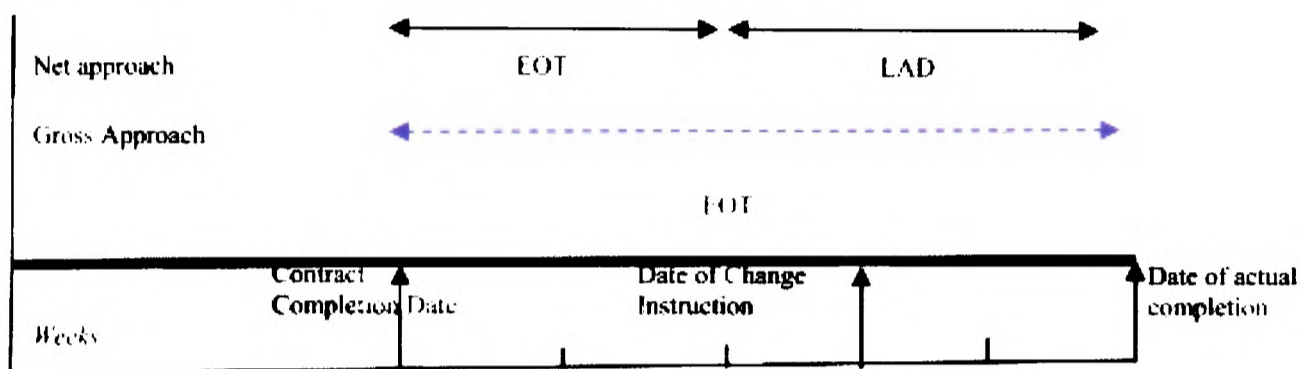 Net approach EOT LAD
Gross Approach
EOT
Contract
Completion Date
Date of Change
Instruction
Date of actual
completion
Weeks